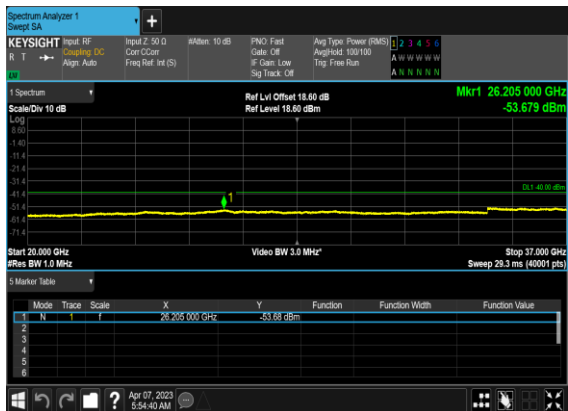 Spectrum Analyzer 1
Swept SA
+
KEYSIGHT Input: RF Input Z: 50 Ω #Atten: 10 dB PNO: Fast Avg Type: Power (RMS) 1 2 3 4 5 6
R T Coupling: DC Corr CCorr Gate: Off Avg|Hold: 100/100 A W W W W W
Align: Auto Freq Ref: Int (S) IF Gain: Low Trig: Free Run A N N N N N
Sig Track: Off
1 Spectrum
Scale/Div 10 dB
Ref Lvl Offset 18.60 dB
Ref Level 18.60 dBm
Mkr1 26.205 000 GHz
-53.679 dBm
Log
8.60
-1.40
-11.4
-21.4
-31.4
-41.4
-51.4
-61.4
-71.4
DL1 -40.00 dBm
1
Start 20.000 GHz Video BW 3.0 MHz* Stop 37.000 GHz
#Res BW 1.0 MHz Sweep 29.3 ms (40001 pts)
5 Marker Table
Mode Trace Scale X Y Function Function Width Function Value
1 N 1 f 26.205 000 GHz -53.68 dBm
2
3
4
5
6
? Apr 07, 2023
5:54:40 AM